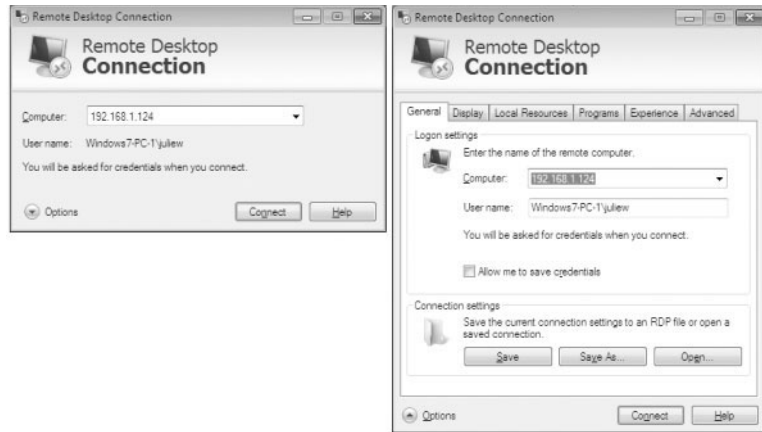 Remote Desktop Connection
Remote Desktop
Connection
Computer: 192.168.1.124
User name: Windows7-PC-1\juliew
You will be asked for credentials when you connect.
Options Connect Help
Remote Desktop Connection
Remote Desktop
Connection
General Display Local Resources Programs Experience Advanced
Logon settings
Enter the name of the remote computer.
Computer: 192.168.1.124
User name: Windows7-PC-1\juliew
You will be asked for credentials when you connect.
Allow me to save credentials
Connection settings
Save the current connection settings to an RDP file or open a
saved connection.
Save Save As... Open...
Options Connect Help